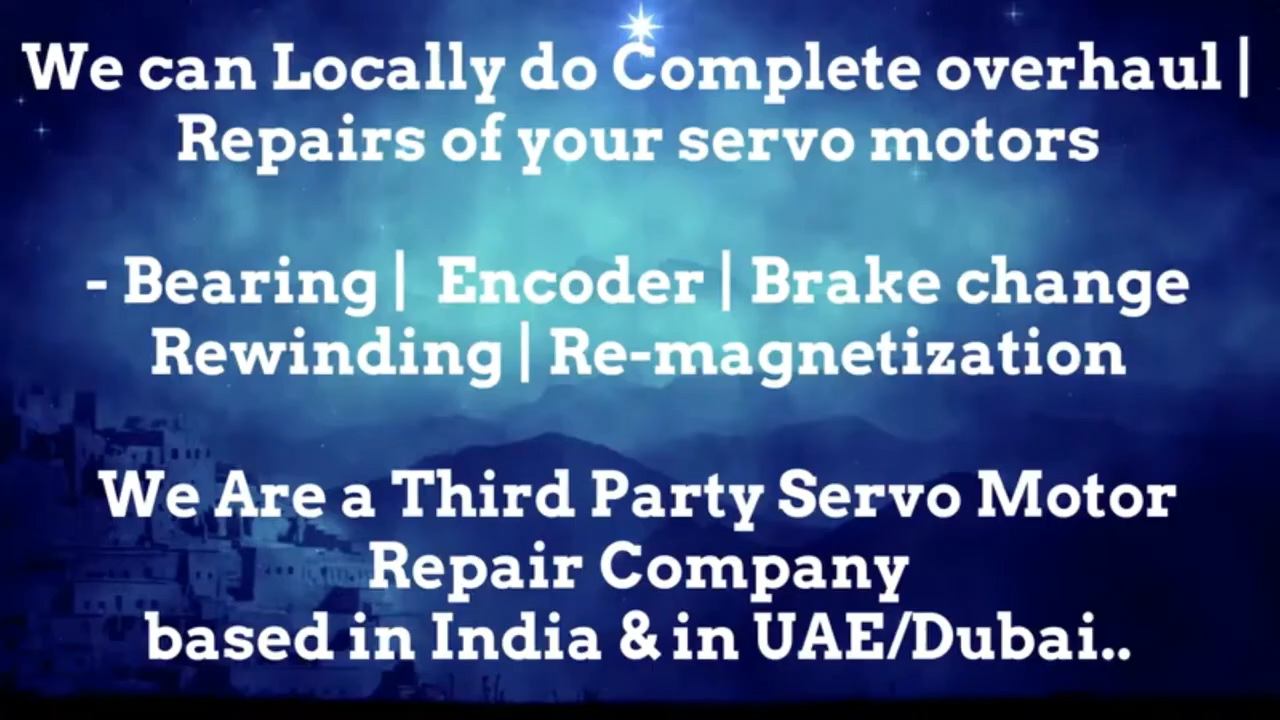 We can Locally do Complete overhaul |
Repairs of your servo motors
- Bearing | Encoder | Brake change
Rewinding | Re-magnetization
We Are a Third Party Servo Motor
Repair Company
based in India & in UAE/Dubai..